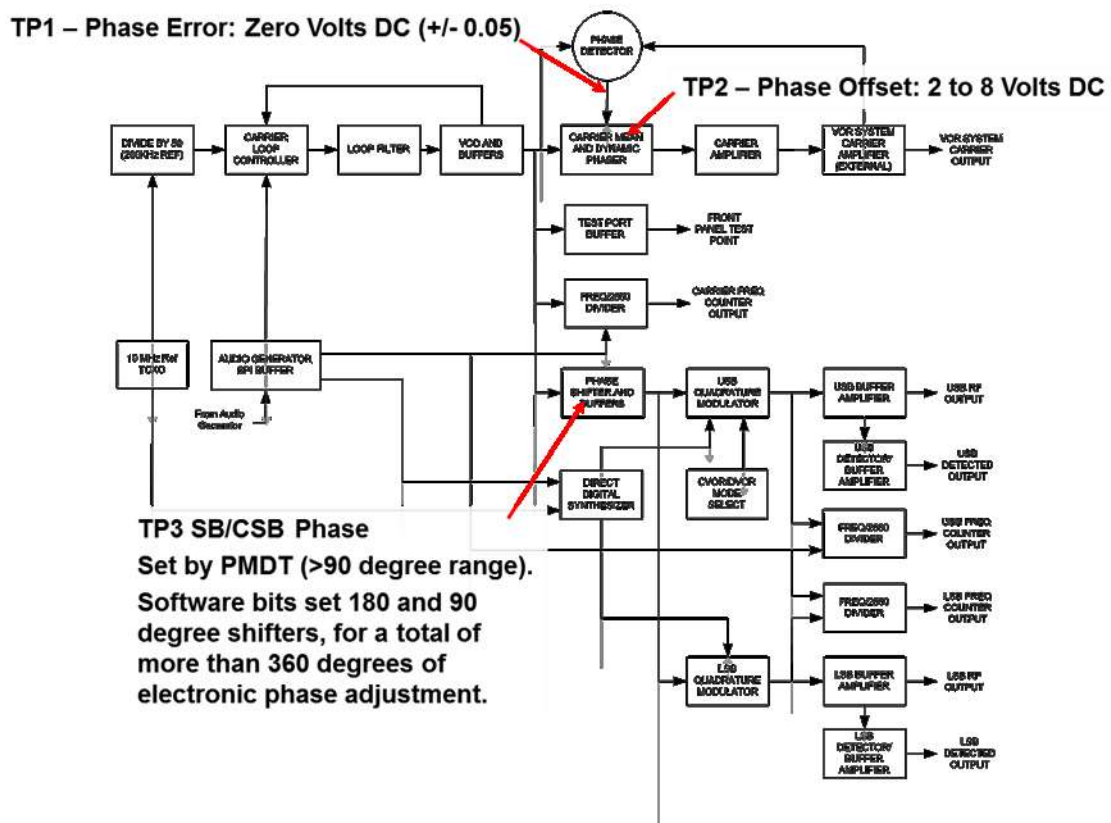 TP1 – Phase Error: Zero Volts DC (+/- 0.05)
PHASE
DETECTOR
TP2 – Phase Offset: 2 to 8 Volts DC
DIVIDE BY 50
(200KHz REF)
CARRIER
LOOP
CONTROLLER
LOOP FILTER
VCO AND
BUFFERS
CARRIER MEAN
AND DYNAMIC
PHASER
CARRIER
AMPLIFIER
VOR SYSTEM
CARRIER
AMPLIFIER
(EXTERNAL)
VOR SYSTEM
CARRIER
OUTPUT
TEST PORT
BUFFER
FRONT
PANEL TEST
POINT
DIVIDER
CARRIER FREQ
COUNTER
OUTPUT
10 MHz Ref
TCXO
AUDIO GENERATOR
SPI BUFFER
From Audio
Generator
PHASE
SHIFTER AND
BUFFERS
USB
QUADRATURE
MODULATOR
USB BUFFER
AMPLIFIER
USB RF
OUTPUT
USB
DETECTOR/
BUFFER
AMPLIFIER
USB
DETECTED
OUTPUT
DIRECT
DIGITAL
SYNTHESIZER
CVOR/DVOR
MODE
SELECT
DIVIDER
USB FREQ
COUNTER
OUTPUT
TP3 SB/CSB Phase
Set by PMDT (>90 degree range).
Software bits set 180 and 90
degree shifters, for a total of
more than 360 degrees of
electronic phase adjustment.
DIVIDER
LSB FREQ
COUNTER
OUTPUT
LSB
QUADRATURE
MODULATOR
LSB BUFFER
AMPLIFIER
LSB RF
OUTPUT
LSB
DETECTOR/
BUFFER
AMPLIFIER
LSB
DETECTED
OUTPUT